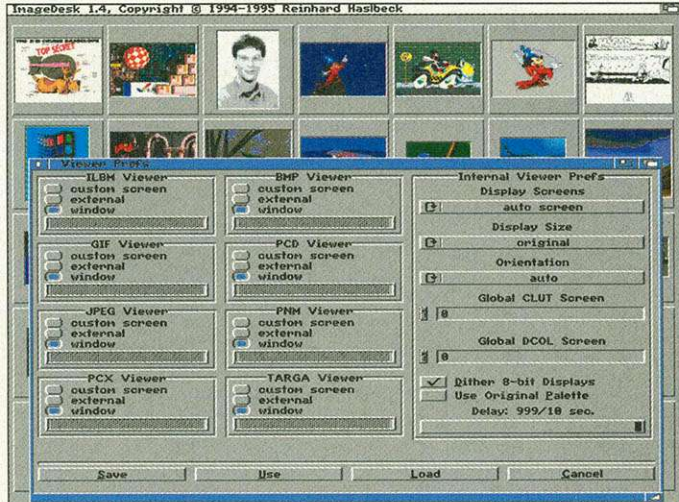 ImageDesk 1.4, Copyright © 1994-1995 Reinhard Haslbeck
TOP SECRET
Viewer Prefs
ILBM Viewer
custom screen
external
window
GIF Viewer
custom screen
external
window
JPEG Viewer
custom screen
external
window
PCX Viewer
custom screen
external
window
BMP Viewer
custom screen
external
window
PCD Viewer
custom screen
external
window
PNM Viewer
custom screen
external
window
TARGA Viewer
custom screen
external
window
Internal Viewer Prefs
Display Screens
auto screen
Display Size
original
Orientation
auto
Global CLUT Screen
0
Global DCOL Screen
0
Dither 8-bit Displays
Use Original Palette
Delay: 999/10 sec.
Save
Use
Load
Cancel